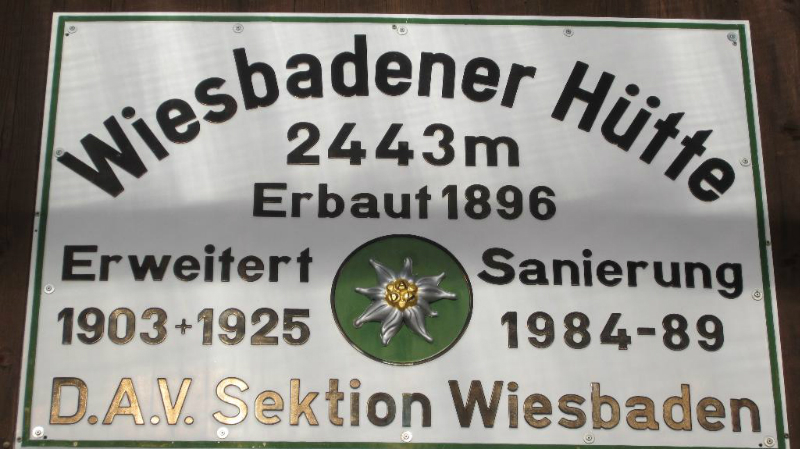 Wiesbadener Hütte
2443m
Erbaut 1896
Erweitert
1903+1925
Sanierung
1984-89
D.A.V. Sektion Wiesbaden